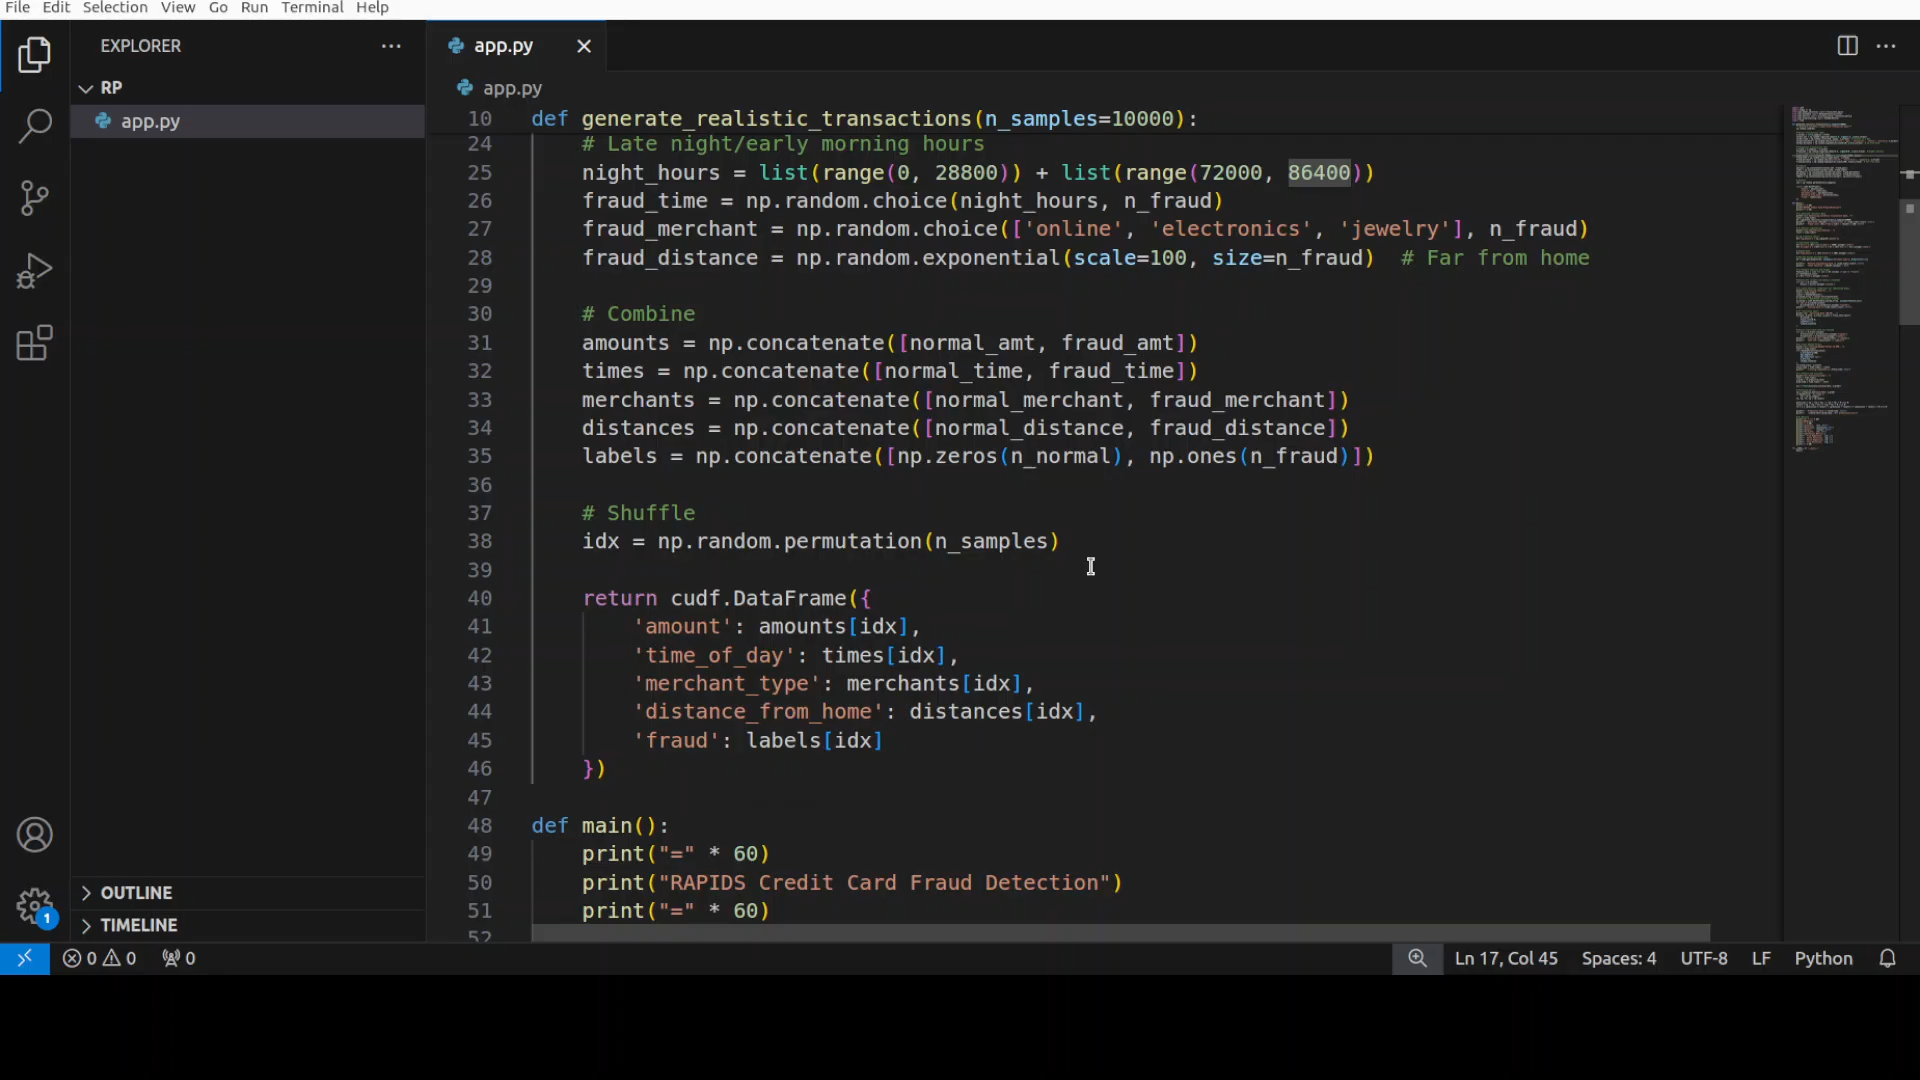 File Edit Selection View Go Run Terminal Help
EXPLORER
RP
app.py
OUTLINE
TIMELINE
1
app.py
app.py
10 def generate_realistic_transactions(n_samples=10000):
24     # Late night/early morning hours
25     night_hours = list(range(0, 28800)) + list(range(72000, 86400))
26     fraud_time = np.random.choice(night_hours, n_fraud)
27     fraud_merchant = np.random.choice(['online', 'electronics', 'jewelry'], n_fraud)
28     fraud_distance = np.random.exponential(scale=100, size=n_fraud)  # Far from home
29
30     # Combine
31     amounts = np.concatenate([normal_amt, fraud_amt])
32     times = np.concatenate([normal_time, fraud_time])
33     merchants = np.concatenate([normal_merchant, fraud_merchant])
34     distances = np.concatenate([normal_distance, fraud_distance])
35     labels = np.concatenate([np.zeros(n_normal), np.ones(n_fraud)])
36
37     # Shuffle
38     idx = np.random.permutation(n_samples)
39
40     return cudf.DataFrame({
41         'amount': amounts[idx],
42         'time_of_day': times[idx],
43         'merchant_type': merchants[idx],
44         'distance_from_home': distances[idx],
45         'fraud': labels[idx]
46     })
47
48 def main():
49     print("=" * 60)
50     print("RAPIDS Credit Card Fraud Detection")
51     print("=" * 60)
52
0 0 0 Ln 17, Col 45 Spaces: 4 UTF-8 LF Python